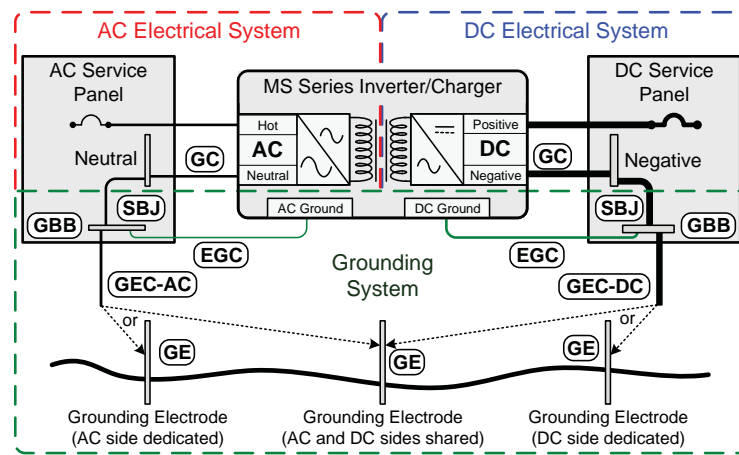 AC Electrical System
DC Electrical System
AC Service
Panel
MS Series Inverter/Charger
DC Service
Panel
Hot
AC
Neutral
Positive
DC
Negative
Neutral
GC
GC
Negative
SBJ
SBJ
AC Ground
DC Ground
GBB
GBB
EGC
EGC
Grounding
System
GEC-AC
GEC-DC
or
or
GE
GE
GE
Grounding Electrode
(AC side dedicated)
Grounding Electrode
(AC and DC sides shared)
Grounding Electrode
(DC side dedicated)